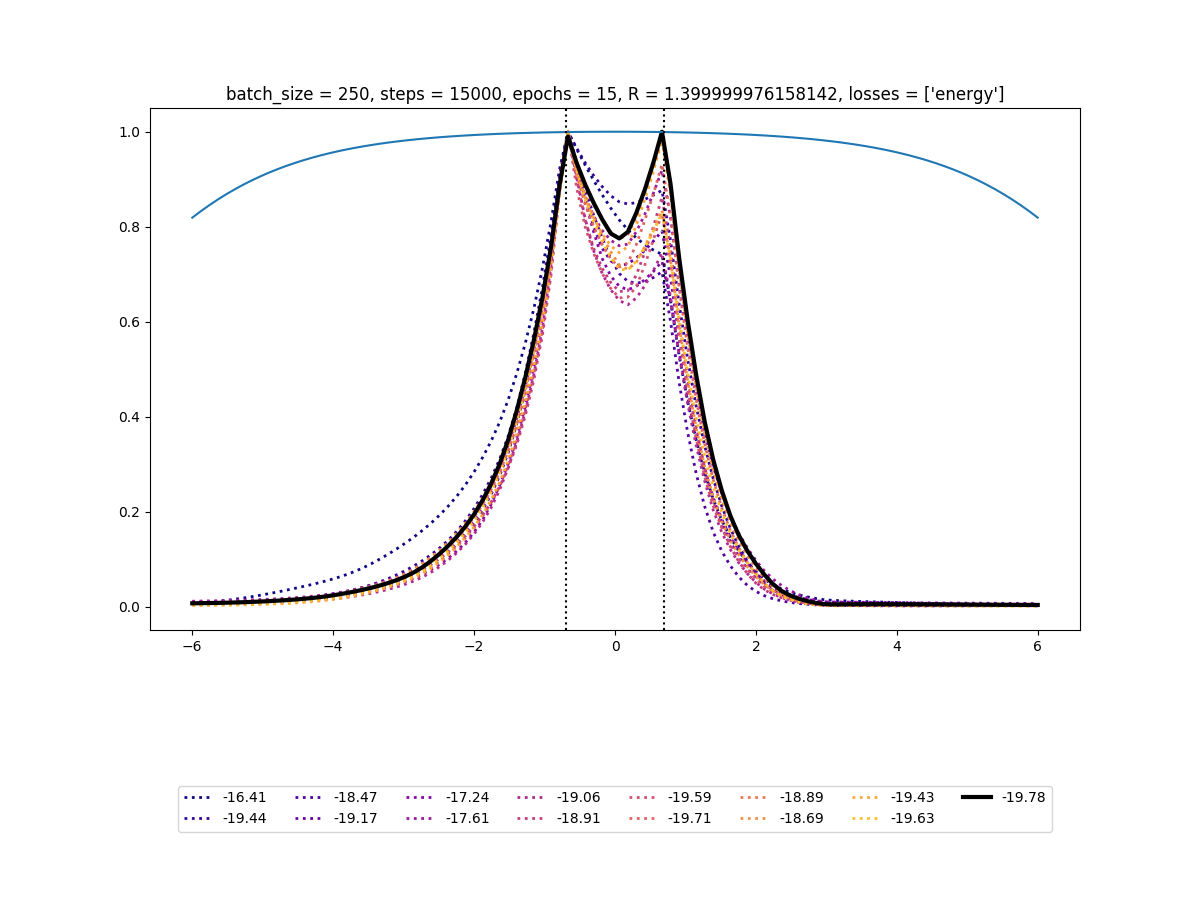 batch_size = 250, steps = 15000, epochs = 15, R = 1.399999976158142, losses = ['energy']
1.0
0.8
0.6
0.4
0.2
0.0
−6 −4 −2 0 2 4 6
-16.41 -18.47 -17.24 -19.06 -19.59 -18.89 -19.43 -19.78
-19.44 -19.17 -17.61 -18.91 -19.71 -18.69 -19.63